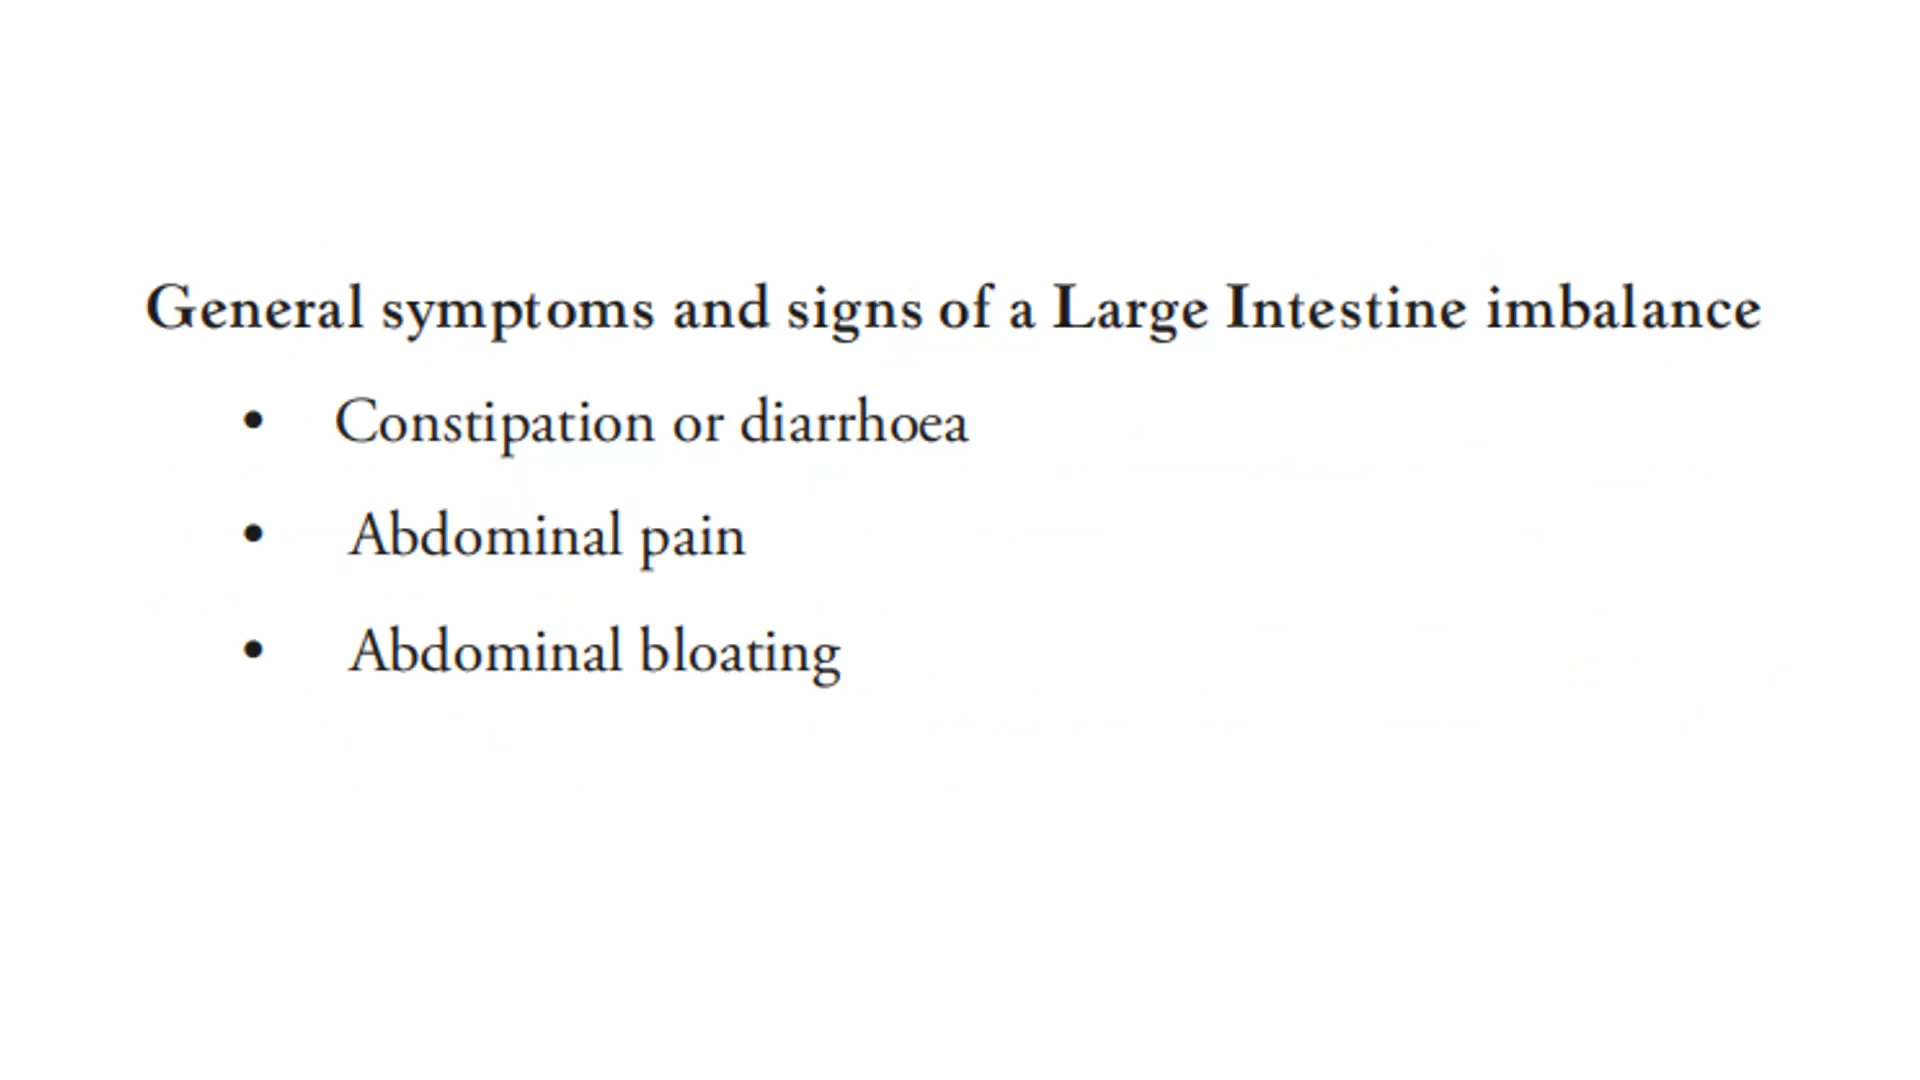 General symptoms and signs of a Large Intestine imbalance
• Constipation or diarrhoea
• Abdominal pain
• Abdominal bloating